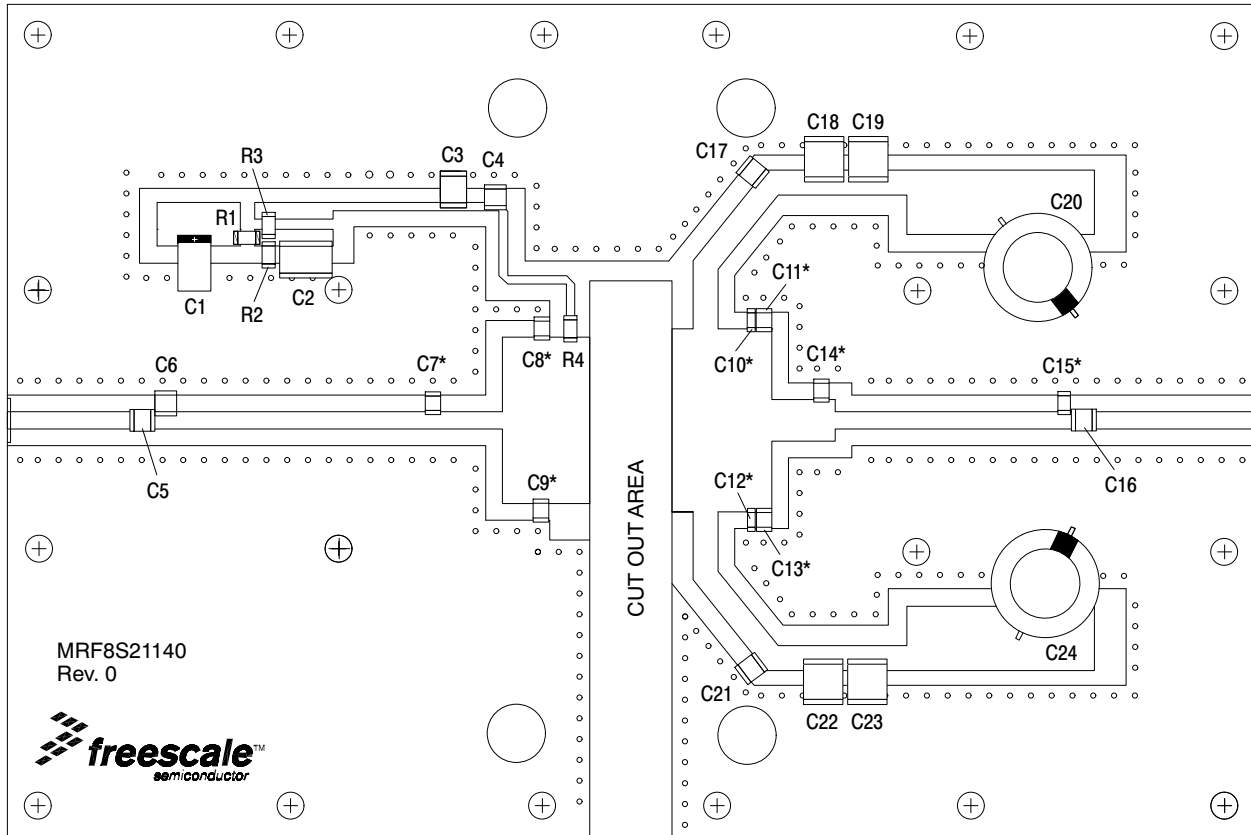 C18 C19
C17
R3
C3
C4
R1
C20
C11*
C1
R2
C2
C10*
C8*
R4
C14*
C6
C7*
C15*
C5
C9*
C12*
C16
C13*
CUT OUT AREA
MRF8S21140
Rev. 0
C24
C21
C22 C23
freescale™
semiconductor